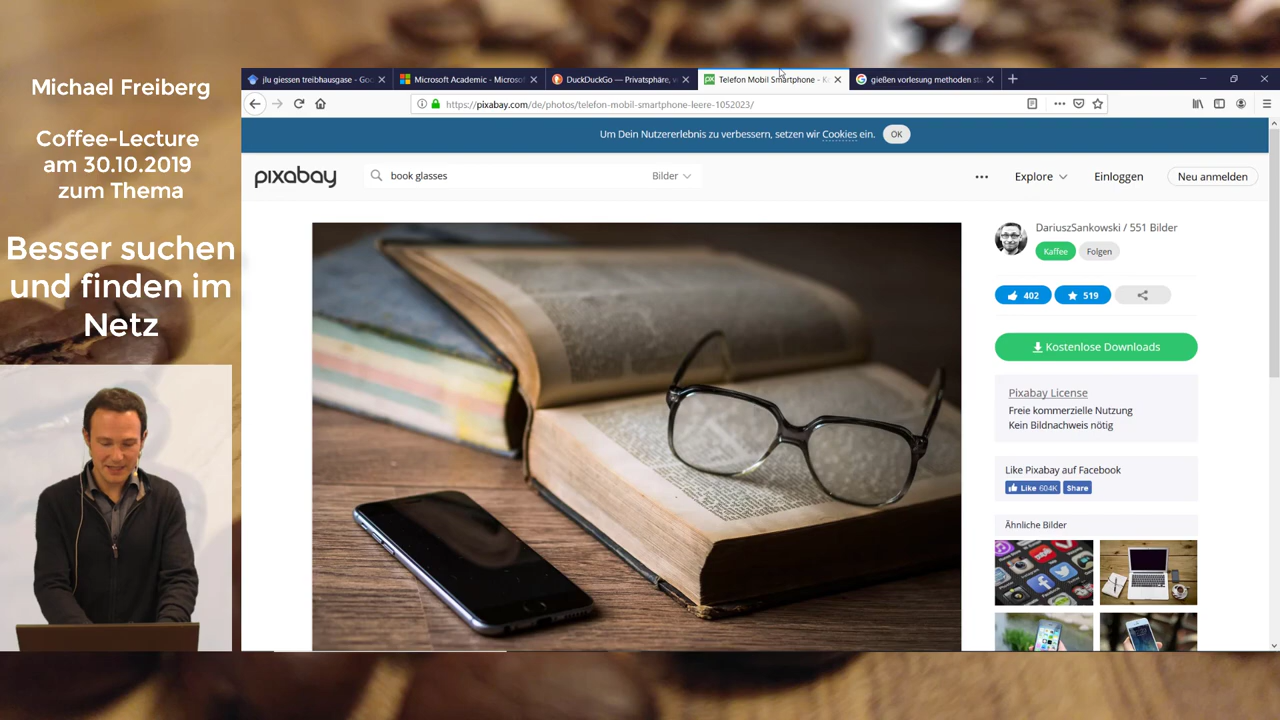 Michael Freiberg
Coffee-Lecture
am 30.10.2019
zum Thema
Besser suchen
und finden im
Netz
jlu giessen treibhausgase - Goo
Microsoft Academic - Microsof
DuckDuckGo — Privatsphäre, v
Telefon Mobil Smartphone - K
gießen vorlesung methoden st
https://pixabay.com/de/photos/telefon-mobil-smartphone-leere-1052023/
Um Dein Nutzererlebnis zu verbessern, setzen wir Cookies ein.
OK
pixabay
book glasses
Bilder
Explore
Einloggen
Neu anmelden
DariusSankowski / 551 Bilder
Kaffee
Folgen
402
519
Kostenlose Downloads
Pixabay License
Freie kommerzielle Nutzung
Kein Bildnachweis nötig
Like Pixabay auf Facebook
Like 604K
Share
Ähnliche Bilder